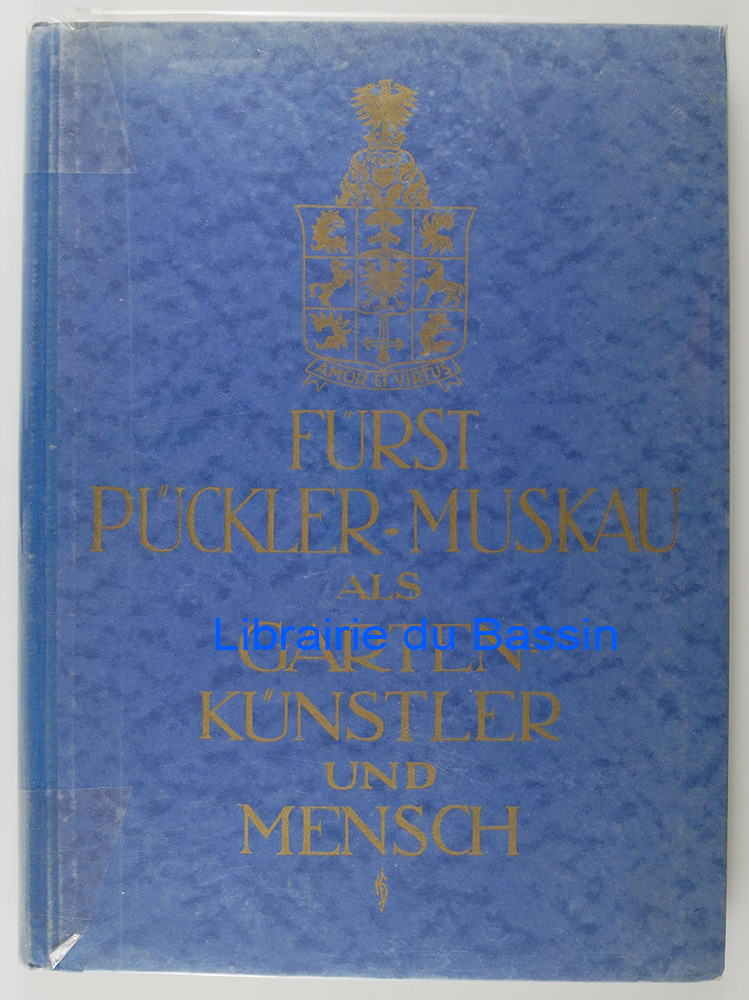 AMOR ET VIRTUS
FÜRST
PÜCKLER-MUSKAU
ALS
Librairie du Bassin
GARTEN-
KÜNSTLER
UND
MENSCH